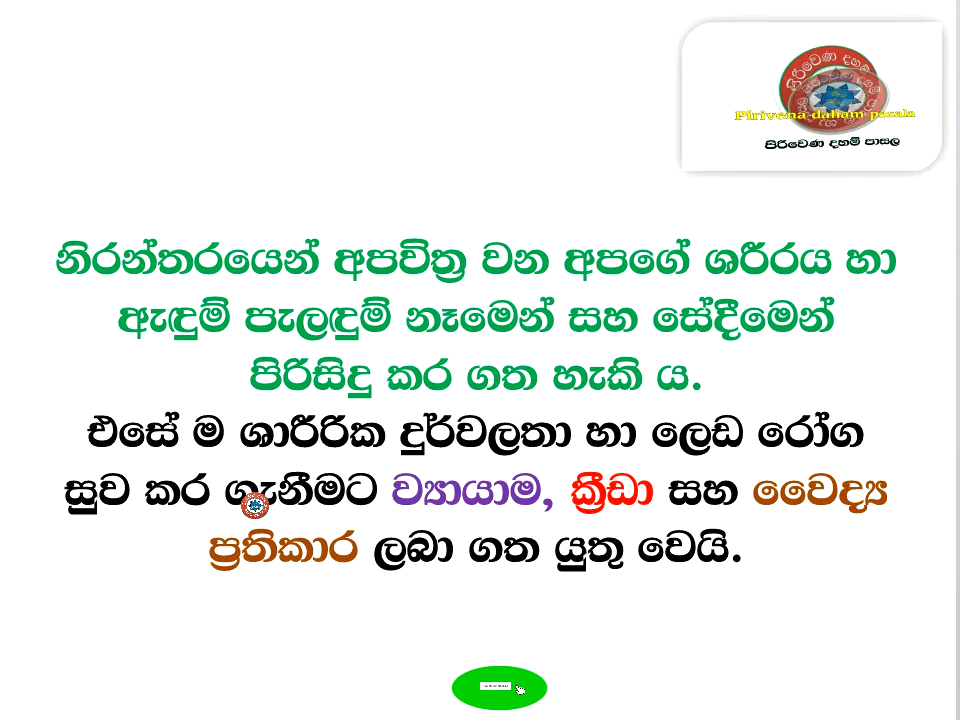 Pirivena daham pasala
පිරිවෙණ දහම් පාසල
නිරන්තරයෙන් අපවිත්‍ර වන අපගේ ශරීරය හා
ඇඳුම් පැලඳුම් නෑමෙන් සහ සේදීමෙන්
පිරිසිදු කර ගත හැකි ය.
එසේ ම ශාරීරික දුර්වලතා හා ලෙඩ රෝග
සුව කර ගැනීමට ව්‍යායාම, ක්‍රීඩා සහ වෛද්‍ය
ප්‍රතිකාර ලබා ගත යුතු වෙයි.